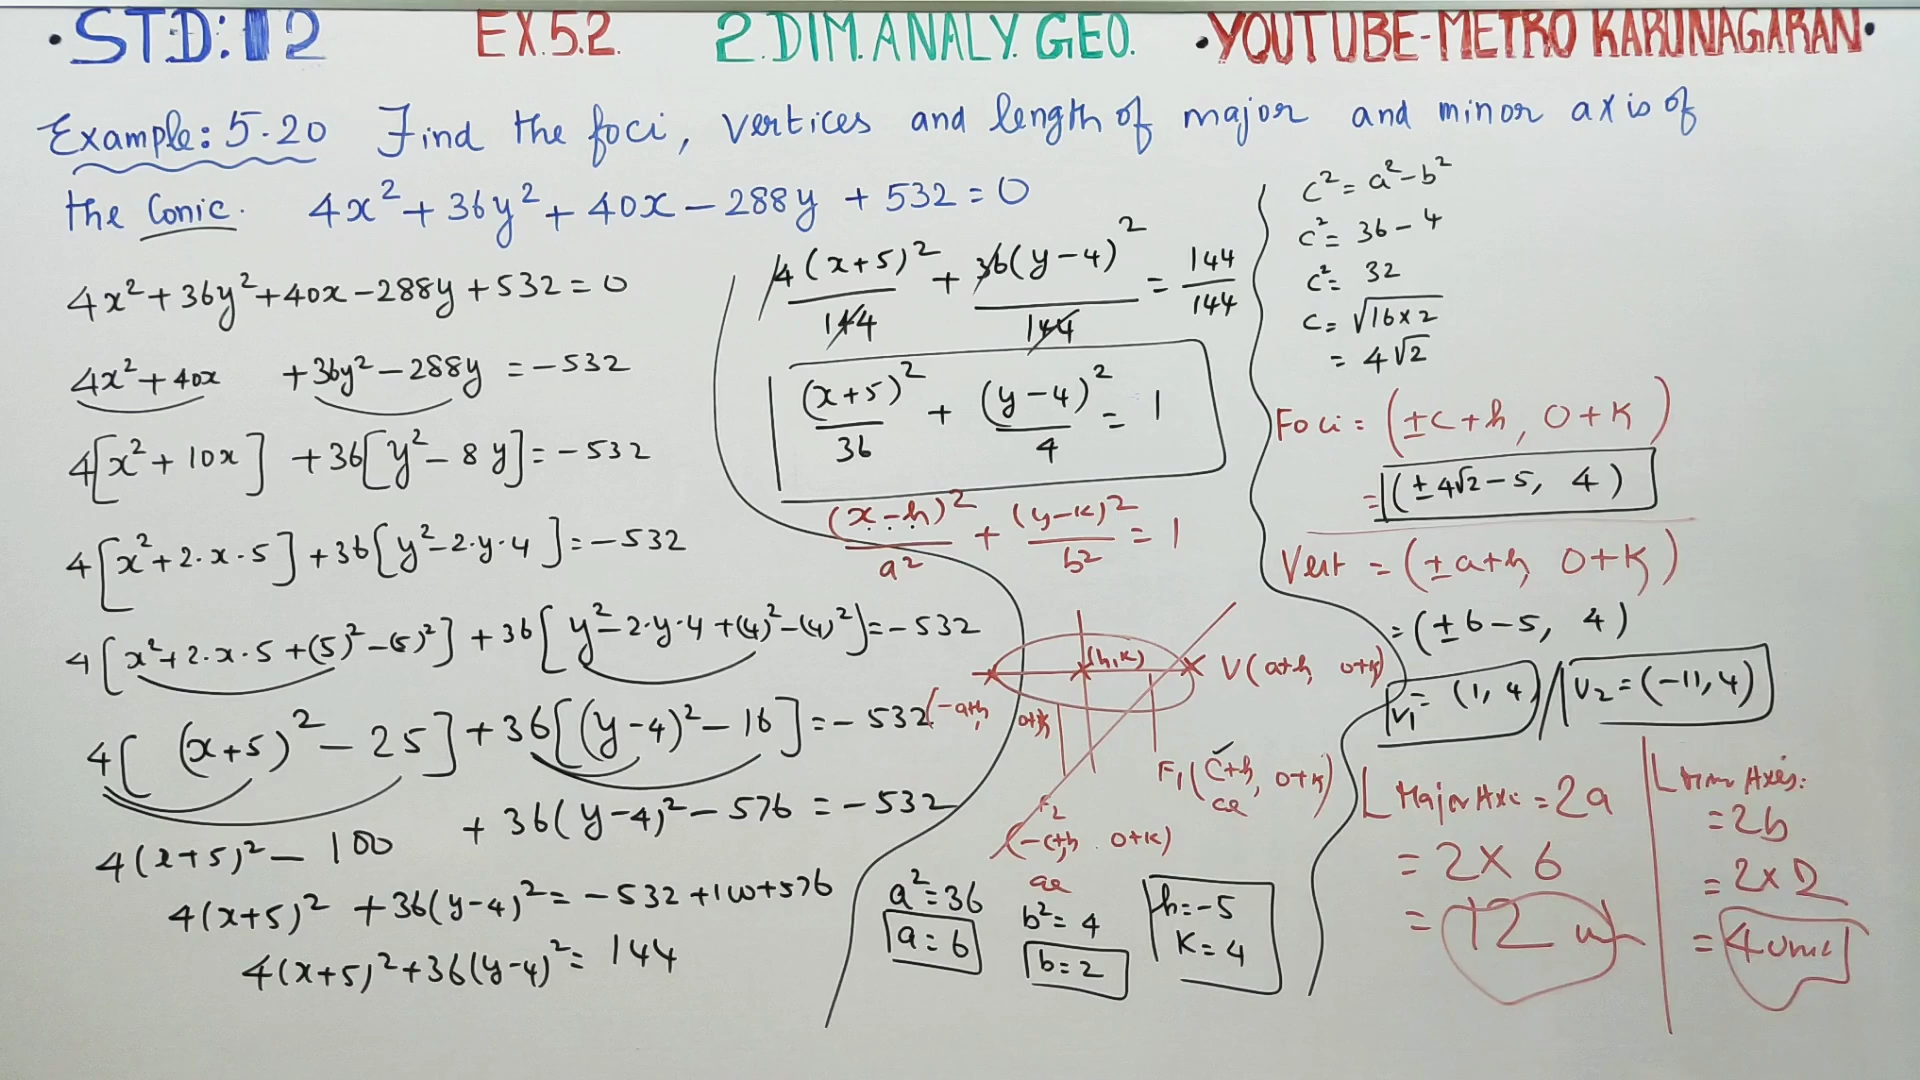 •STD:12 EX.5.2. 2.DIM.ANALY.GEO. •YOUTUBE-METRO KARUNAGARAN•
Example: 5.20 Find the foci, vertices and length of major and minor axis of
the Conic. 4x² + 36y² + 40x − 288y + 532 = 0
4x² + 36y² + 40x − 288y + 532 = 0
4x² + 40x + 36y² − 288y = −532
4[x² + 10x] + 36[y² − 8y] = −532
4[x² + 2·x·5] + 36[y² − 2·y·4] = −532
4[x² + 2·x·5 + (5)² − (5)²] + 36[y² − 2·y·4 + (4)² − (4)²] = −532
4[(x+5)² − 25] + 36[(y−4)² − 16] = −532
4(x+5)² − 100 + 36(y−4)² − 576 = −532
4(x+5)² + 36(y−4)² = −532 + 100 + 576
4(x+5)² + 36(y−4)² = 144
4(x+5)²/144 + 36(y−4)²/144 = 144/144
(x+5)²/36 + (y−4)²/4 = 1
(x−h)²/a² + (y−k)²/b² = 1
(h,k) V(a+h, 0+k)
(−a+h, 0+k)
F₁(c+h, 0+k)
ae
F₂
(−c+h, 0+k)
ae
a² = 36
a = 6
b² = 4
b = 2
h = −5
K = 4
c² = a² − b²
c² = 36 − 4
c² = 32
c = √16×2
= 4√2
Foci = (±c+h, 0+K)
= (±4√2−5, 4)
Vert = (±a+h, 0+K)
= (±6−5, 4)
V₁ = (1, 4) / V₂ = (−11, 4)
L Major Axi = 2a
= 2×6
= 12
L Axis:
= 2b
= 2×2
= 4